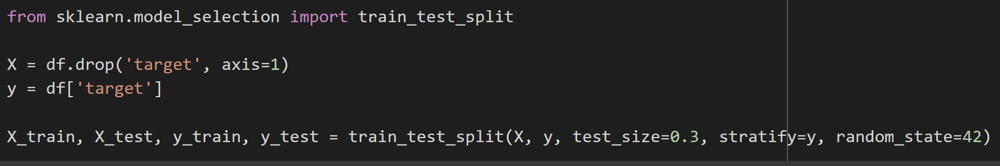 from sklearn.model_selection import train_test_split
X = df.drop('target', axis=1)
y = df['target']
X_train, X_test, y_train, y_test = train_test_split(X, y, test_size=0.3, stratify=y, random_state=42)